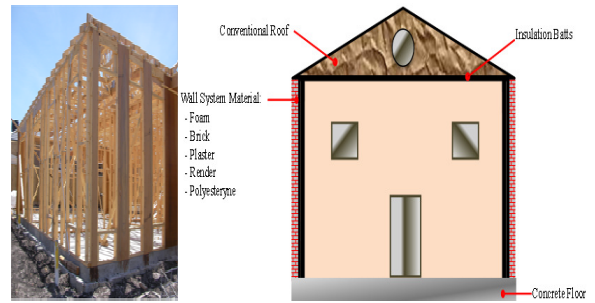 Conventional Roof
Insulation Batts
Wall System Material:
- Foam
- Brick
- Plaster
- Render
- Polyesteryne
Concrete Floor